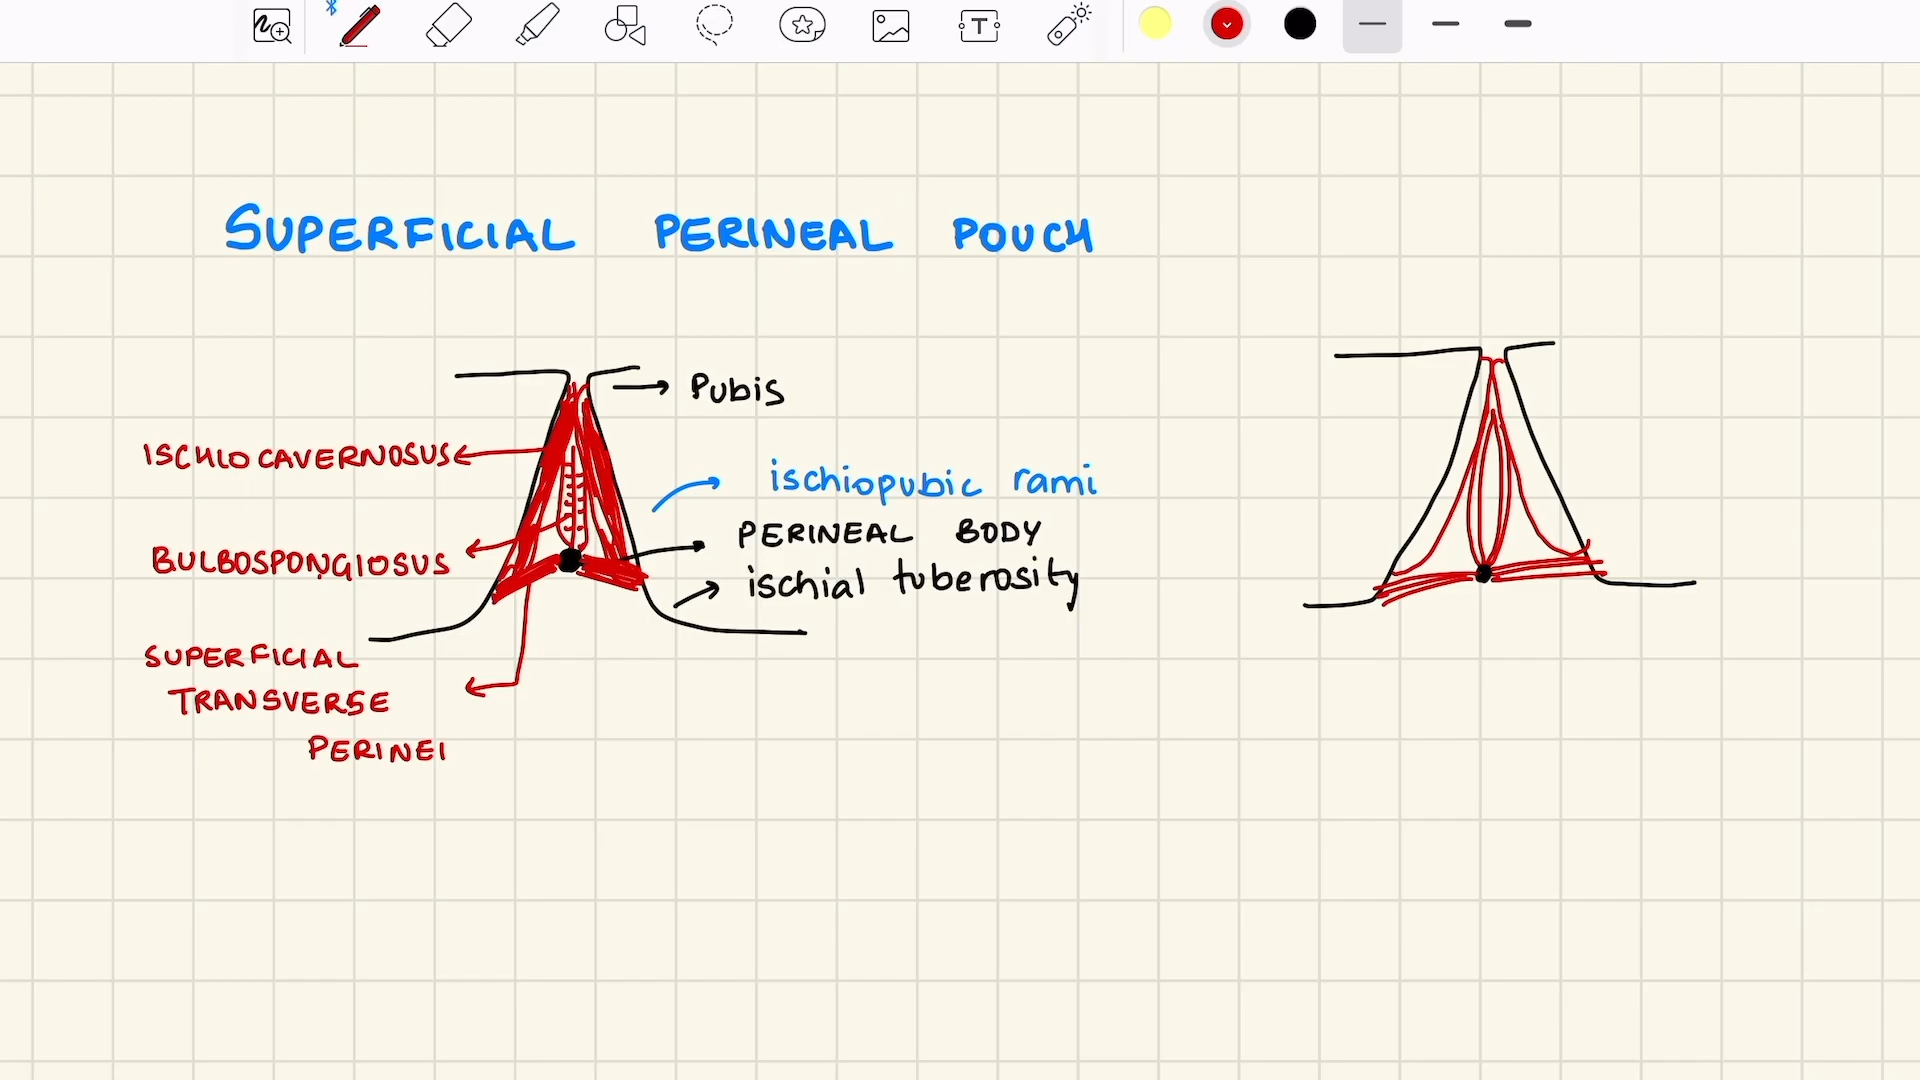 SUPERFICIAL PERINEAL POUCH
Pubis
ISCHIOCAVERNOSUS
ischiopubic rami
PERINEAL BODY
BULBOSPONGIOSUS
ischial tuberosity
SUPERFICIAL
TRANSVERSE
PERINEI